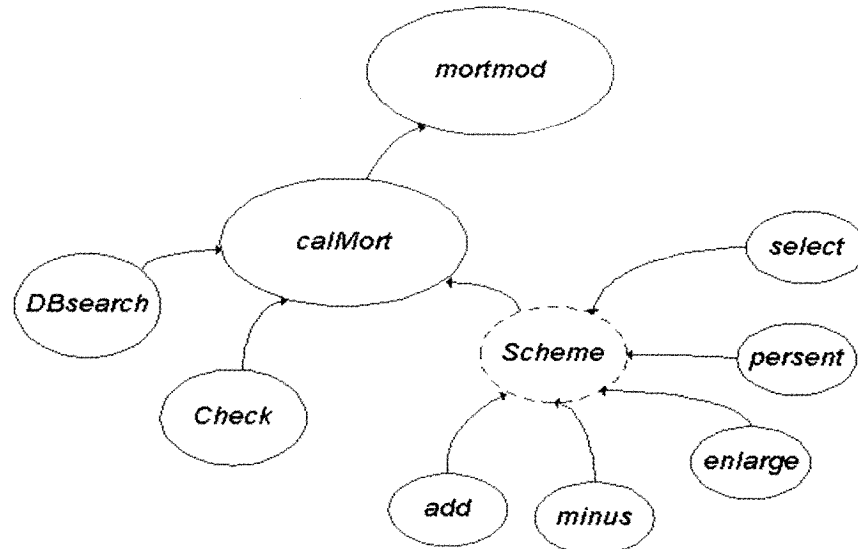 mortmod
calMort
select
DBsearch
Scheme
persent
Check
enlarge
add
minus